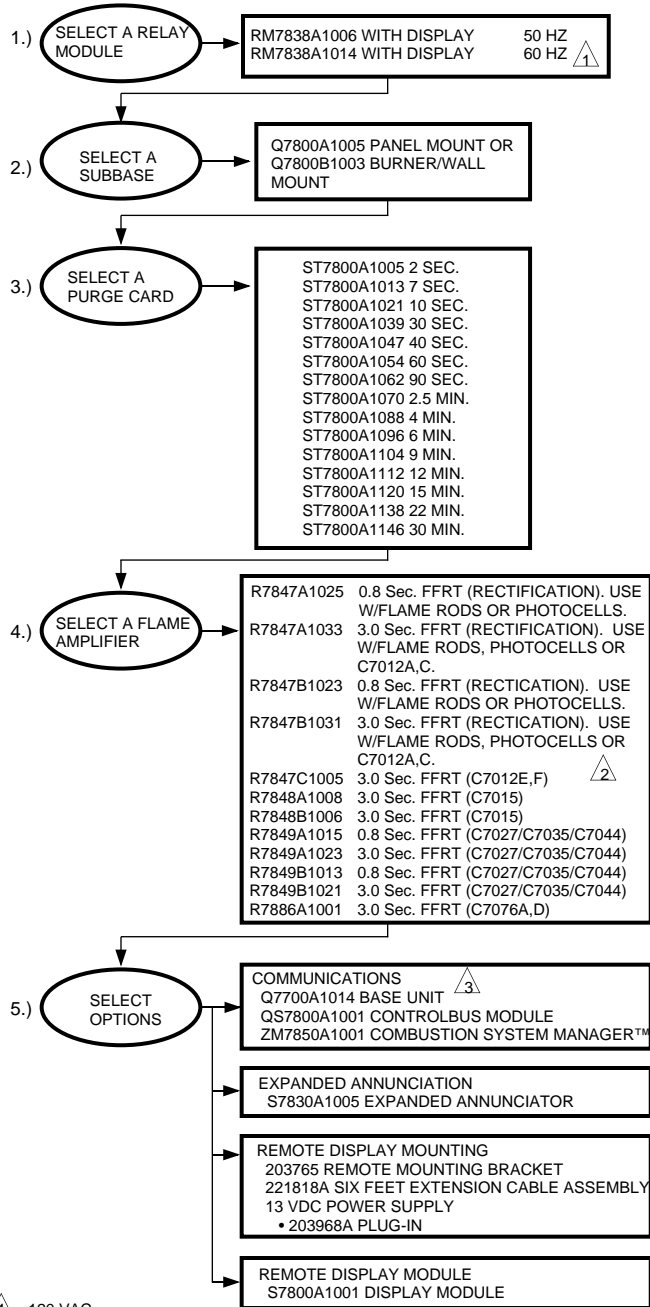 1.) SELECT A RELAY
MODULE
RM7838A1006 WITH DISPLAY 50 HZ
RM7838A1014 WITH DISPLAY 60 HZ 1
2.) SELECT A
SUBBASE
Q7800A1005 PANEL MOUNT OR
Q7800B1003 BURNER/WALL
MOUNT
3.) SELECT A
PURGE CARD
ST7800A1005 2 SEC.
ST7800A1013 7 SEC.
ST7800A1021 10 SEC.
ST7800A1039 30 SEC.
ST7800A1047 40 SEC.
ST7800A1054 60 SEC.
ST7800A1062 90 SEC.
ST7800A1070 2.5 MIN.
ST7800A1088 4 MIN.
ST7800A1096 6 MIN.
ST7800A1104 9 MIN.
ST7800A1112 12 MIN.
ST7800A1120 15 MIN.
ST7800A1138 22 MIN.
ST7800A1146 30 MIN.
4.) SELECT A FLAME
AMPLIFIER
R7847A1025 0.8 Sec. FFRT (RECTIFICATION). USE
W/FLAME RODS OR PHOTOCELLS.
R7847A1033 3.0 Sec. FFRT (RECTIFICATION). USE
W/FLAME RODS, PHOTOCELLS OR
C7012A,C.
R7847B1023 0.8 Sec. FFRT (RECTICATION). USE
W/FLAME RODS OR PHOTOCELLS.
R7847B1031 3.0 Sec. FFRT (RECTICATION). USE
W/FLAME RODS, PHOTOCELLS OR
C7012A,C.
R7847C1005 3.0 Sec. FFRT (C7012E,F) 2
R7848A1008 3.0 Sec. FFRT (C7015)
R7848B1006 3.0 Sec. FFRT (C7015)
R7849A1015 0.8 Sec. FFRT (C7027/C7035/C7044)
R7849A1023 3.0 Sec. FFRT (C7027/C7035/C7044)
R7849B1013 0.8 Sec. FFRT (C7027/C7035/C7044)
R7849B1021 3.0 Sec. FFRT (C7027/C7035/C7044)
R7886A1001 3.0 Sec. FFRT (C7076A,D)
5.) SELECT
OPTIONS
COMMUNICATIONS 3
Q7700A1014 BASE UNIT
QS7800A1001 CONTROLBUS MODULE
ZM7850A1001 COMBUSTION SYSTEM MANAGER™
EXPANDED ANNUNCIATION
S7830A1005 EXPANDED ANNUNCIATOR
REMOTE DISPLAY MOUNTING
203765 REMOTE MOUNTING BRACKET
221818A SIX FEET EXTENSION CABLE ASSEMBLY
13 VDC POWER SUPPLY
• 203968A PLUG-IN
REMOTE DISPLAY MODULE
S7800A1001 DISPLAY MODULE